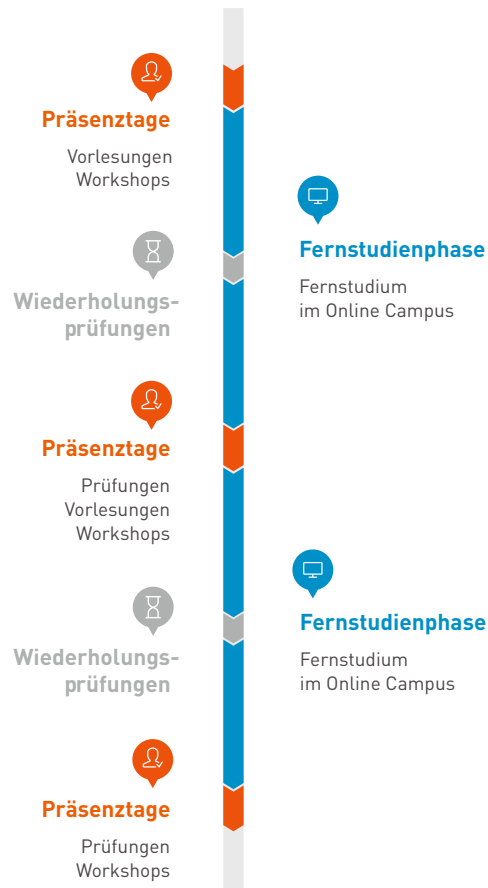 Präsenztage
Vorlesungen
Workshops
Fernstudienphase
Fernstudium
im Online Campus
Wiederholungs-
prüfungen
Präsenztage
Prüfungen
Vorlesungen
Workshops
Fernstudienphase
Fernstudium
im Online Campus
Wiederholungs-
prüfungen
Präsenztage
Prüfungen
Workshops